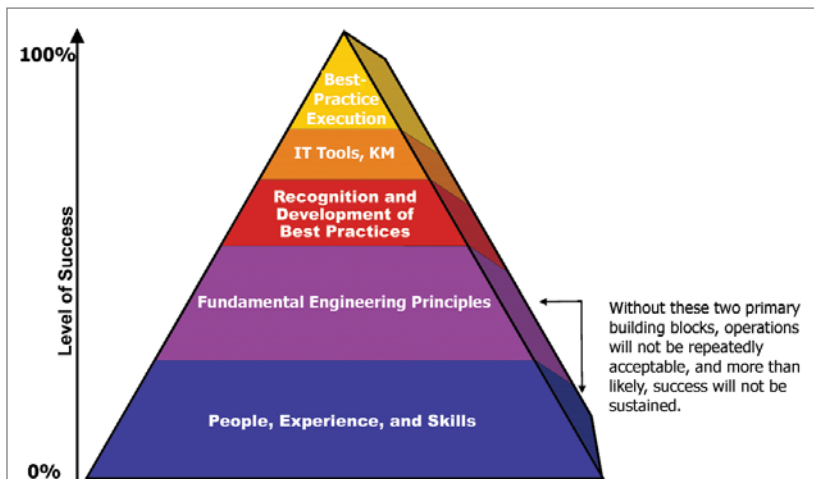 100%
Best-
Practice
Execution
IT Tools, KM
Recognition and
Development of
Best Practices
Level of Success
Fundamental Engineering Principles
Without these two primary
building blocks, operations
will not be repeatedly
acceptable, and more than
likely, success will not be
sustained.
People, Experience, and Skills
0%